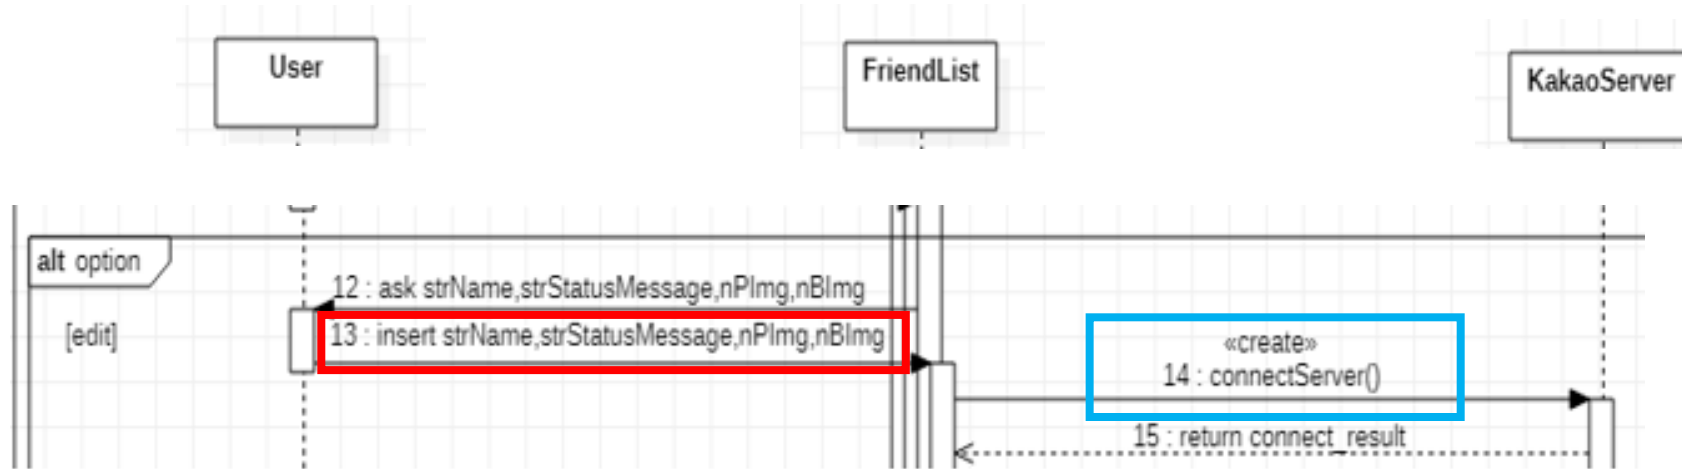 User
FriendList
KakaoServer
alt option
12 : ask strName,strStatusMessage,nPImg,nBImg
[edit]
13 : insert strName,strStatusMessage,nPImg,nBImg
«create»
14 : connectServer()
15 : return connect_result